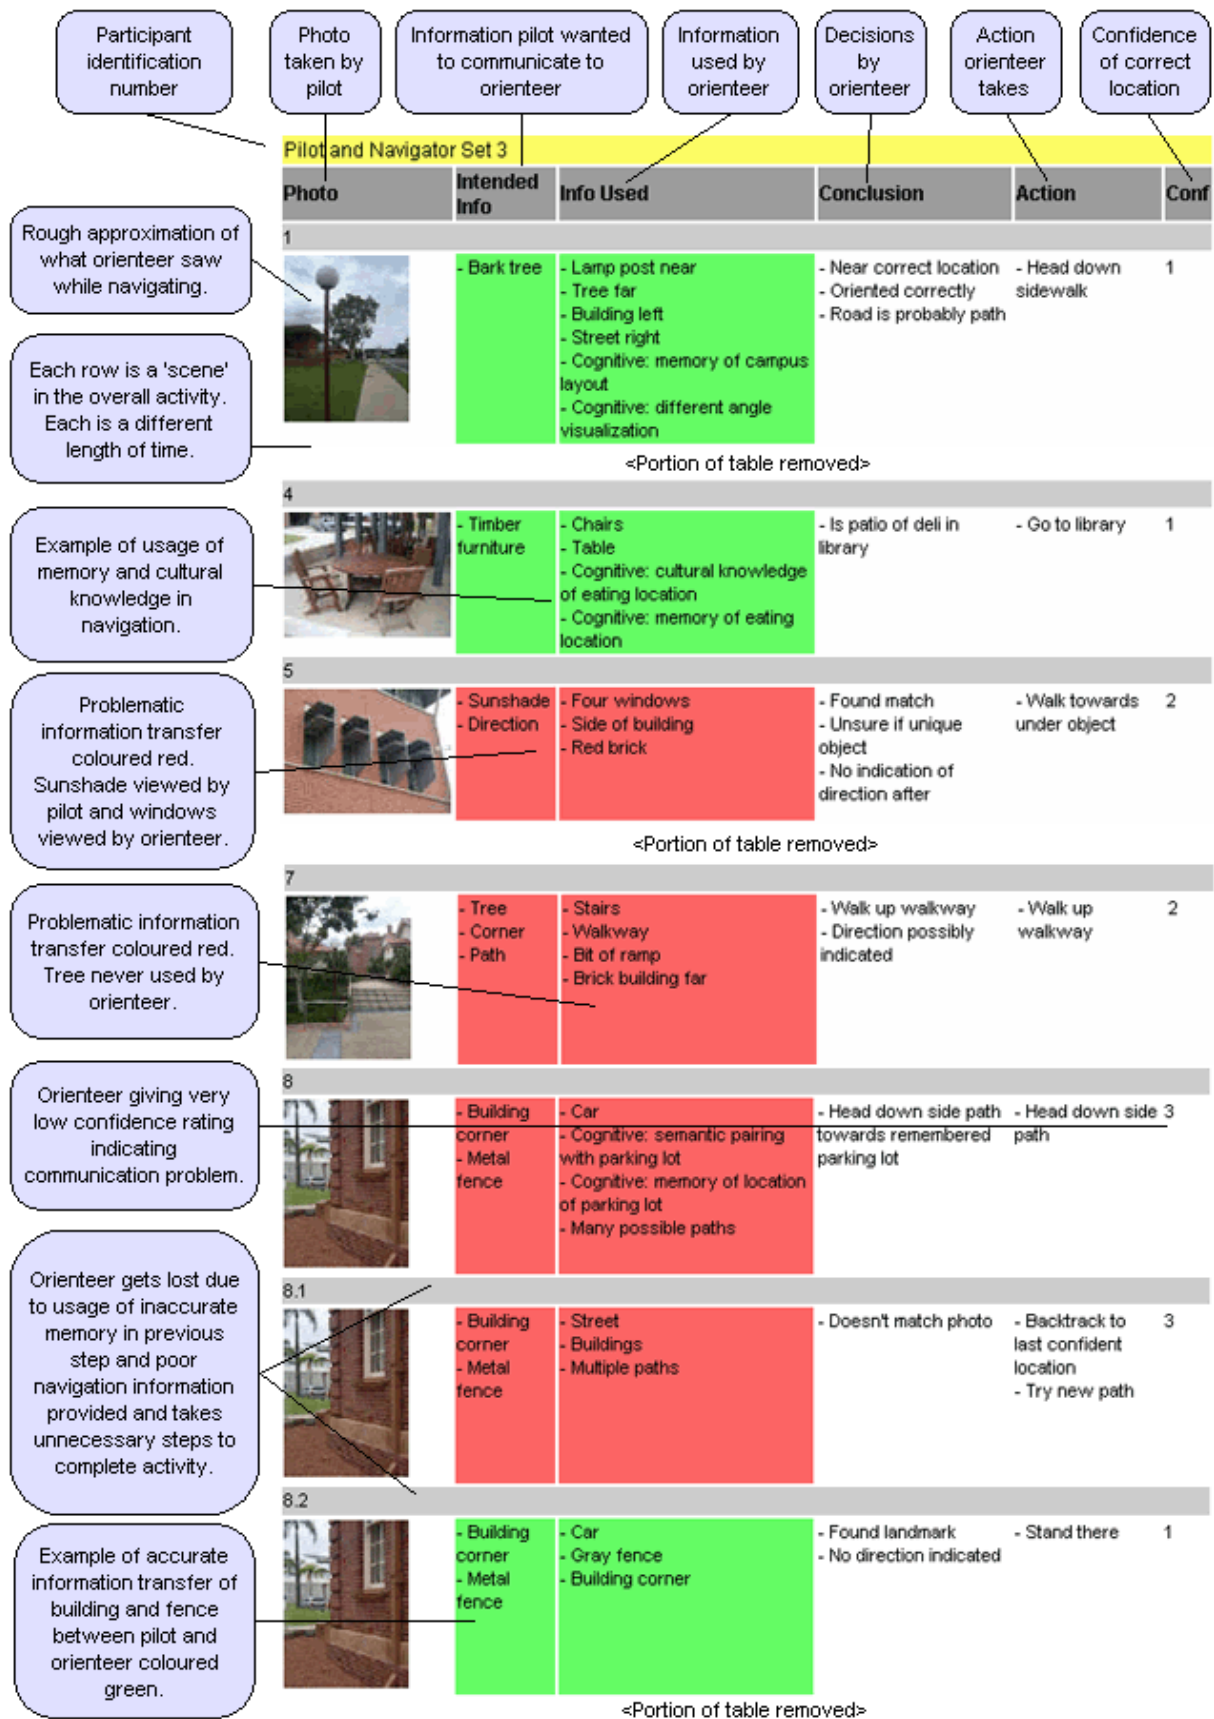 Participant
identification
number
Photo
taken by
pilot
Information pilot wanted
to communicate to
orienteer
Information
used by
orienteer
Decisions
by
orienteer
Action
orienteer
takes
Confidence
of correct
location
Pilot and Navigator Set 3
Photo
Intended
Info
Info Used
Conclusion
Action
Conf
Rough approximation of
what orienteer saw
while navigating.
Each row is a 'scene'
in the overall activity.
Each is a different
length of time.
1
- Bark tree
- Lamp post near
- Tree far
- Building left
- Street right
- Cognitive: memory of campus
layout
- Cognitive: different angle
visualization
- Near correct location
- Oriented correctly
- Road is probably path
- Head down
sidewalk
1
<Portion of table removed>
Example of usage of
memory and cultural
knowledge in
navigation.
4
- Timber
furniture
- Chairs
- Table
- Cognitive: cultural knowledge
of eating location
- Cognitive: memory of eating
location
- Is patio of deli in
library
- Go to library
1
Problematic
information transfer
coloured red.
Sunshade viewed by
pilot and windows
viewed by orienteer.
5
- Sunshade
- Direction
- Four windows
- Side of building
- Red brick
- Found match
- Unsure if unique
object
- No indication of
direction after
- Walk towards
under object
2
<Portion of table removed>
Problematic information
transfer coloured red.
Tree never used by
orienteer.
7
- Tree
- Corner
- Path
- Stairs
- Walkway
- Bit of ramp
- Brick building far
- Walk up walkway
- Direction possibly
indicated
- Walk up
walkway
2
Orienteer giving very
low confidence rating
indicating
communication problem.
8
- Building
corner
- Metal
fence
- Car
- Cognitive: semantic pairing
with parking lot
- Cognitive: memory of location
of parking lot
- Many possible paths
- Head down side path
towards remembered
parking lot
- Head down side
path
3
Orienteer gets lost due
to usage of inaccurate
memory in previous
step and poor
navigation information
provided and takes
unnecessary steps to
complete activity.
8.1
- Building
corner
- Metal
fence
- Street
- Buildings
- Multiple paths
- Doesn't match photo
- Backtrack to
last confident
location
- Try new path
3
Example of accurate
information transfer of
building and fence
between pilot and
orienteer coloured
green.
8.2
- Building
corner
- Metal
fence
- Car
- Gray fence
- Building corner
- Found landmark
- No direction indicated
- Stand there
1
<Portion of table removed>